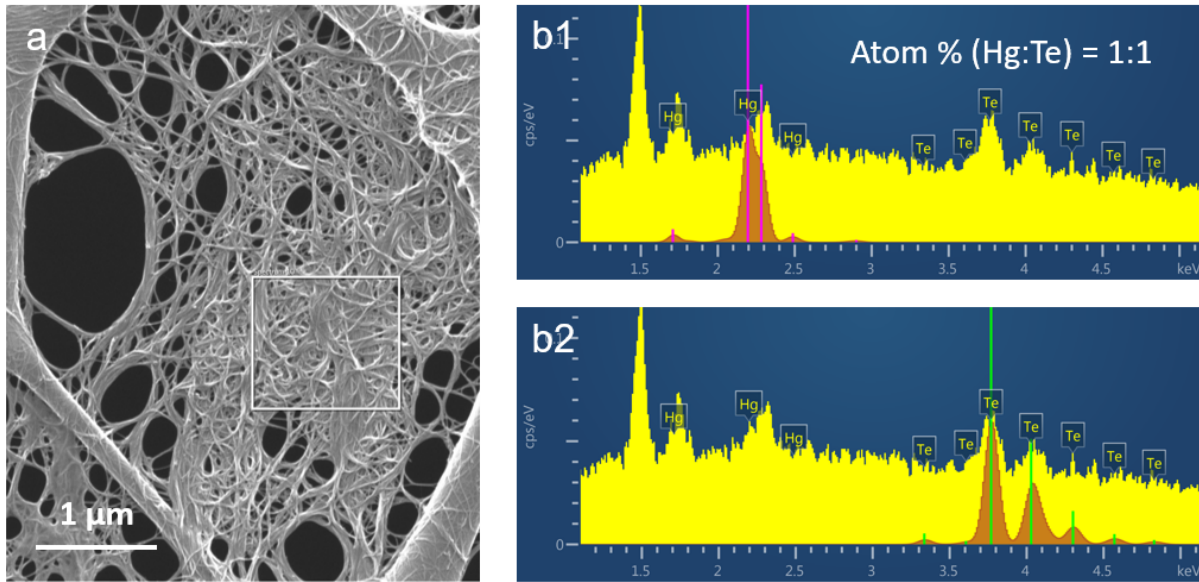 a
1 μm
b1
Atom % (Hg:Te) = 1:1
cps/eV
0
Hg
Hg
Hg
Te
Te
Te
Te
Te
Te
Te
1.5
2
2.5
3
3.5
4
4.5
keV
b2
cps/eV
0
Hg
Hg
Hg
Te
Te
Te
Te
Te
Te
Te
1.5
2
2.5
3
3.5
4
4.5
keV